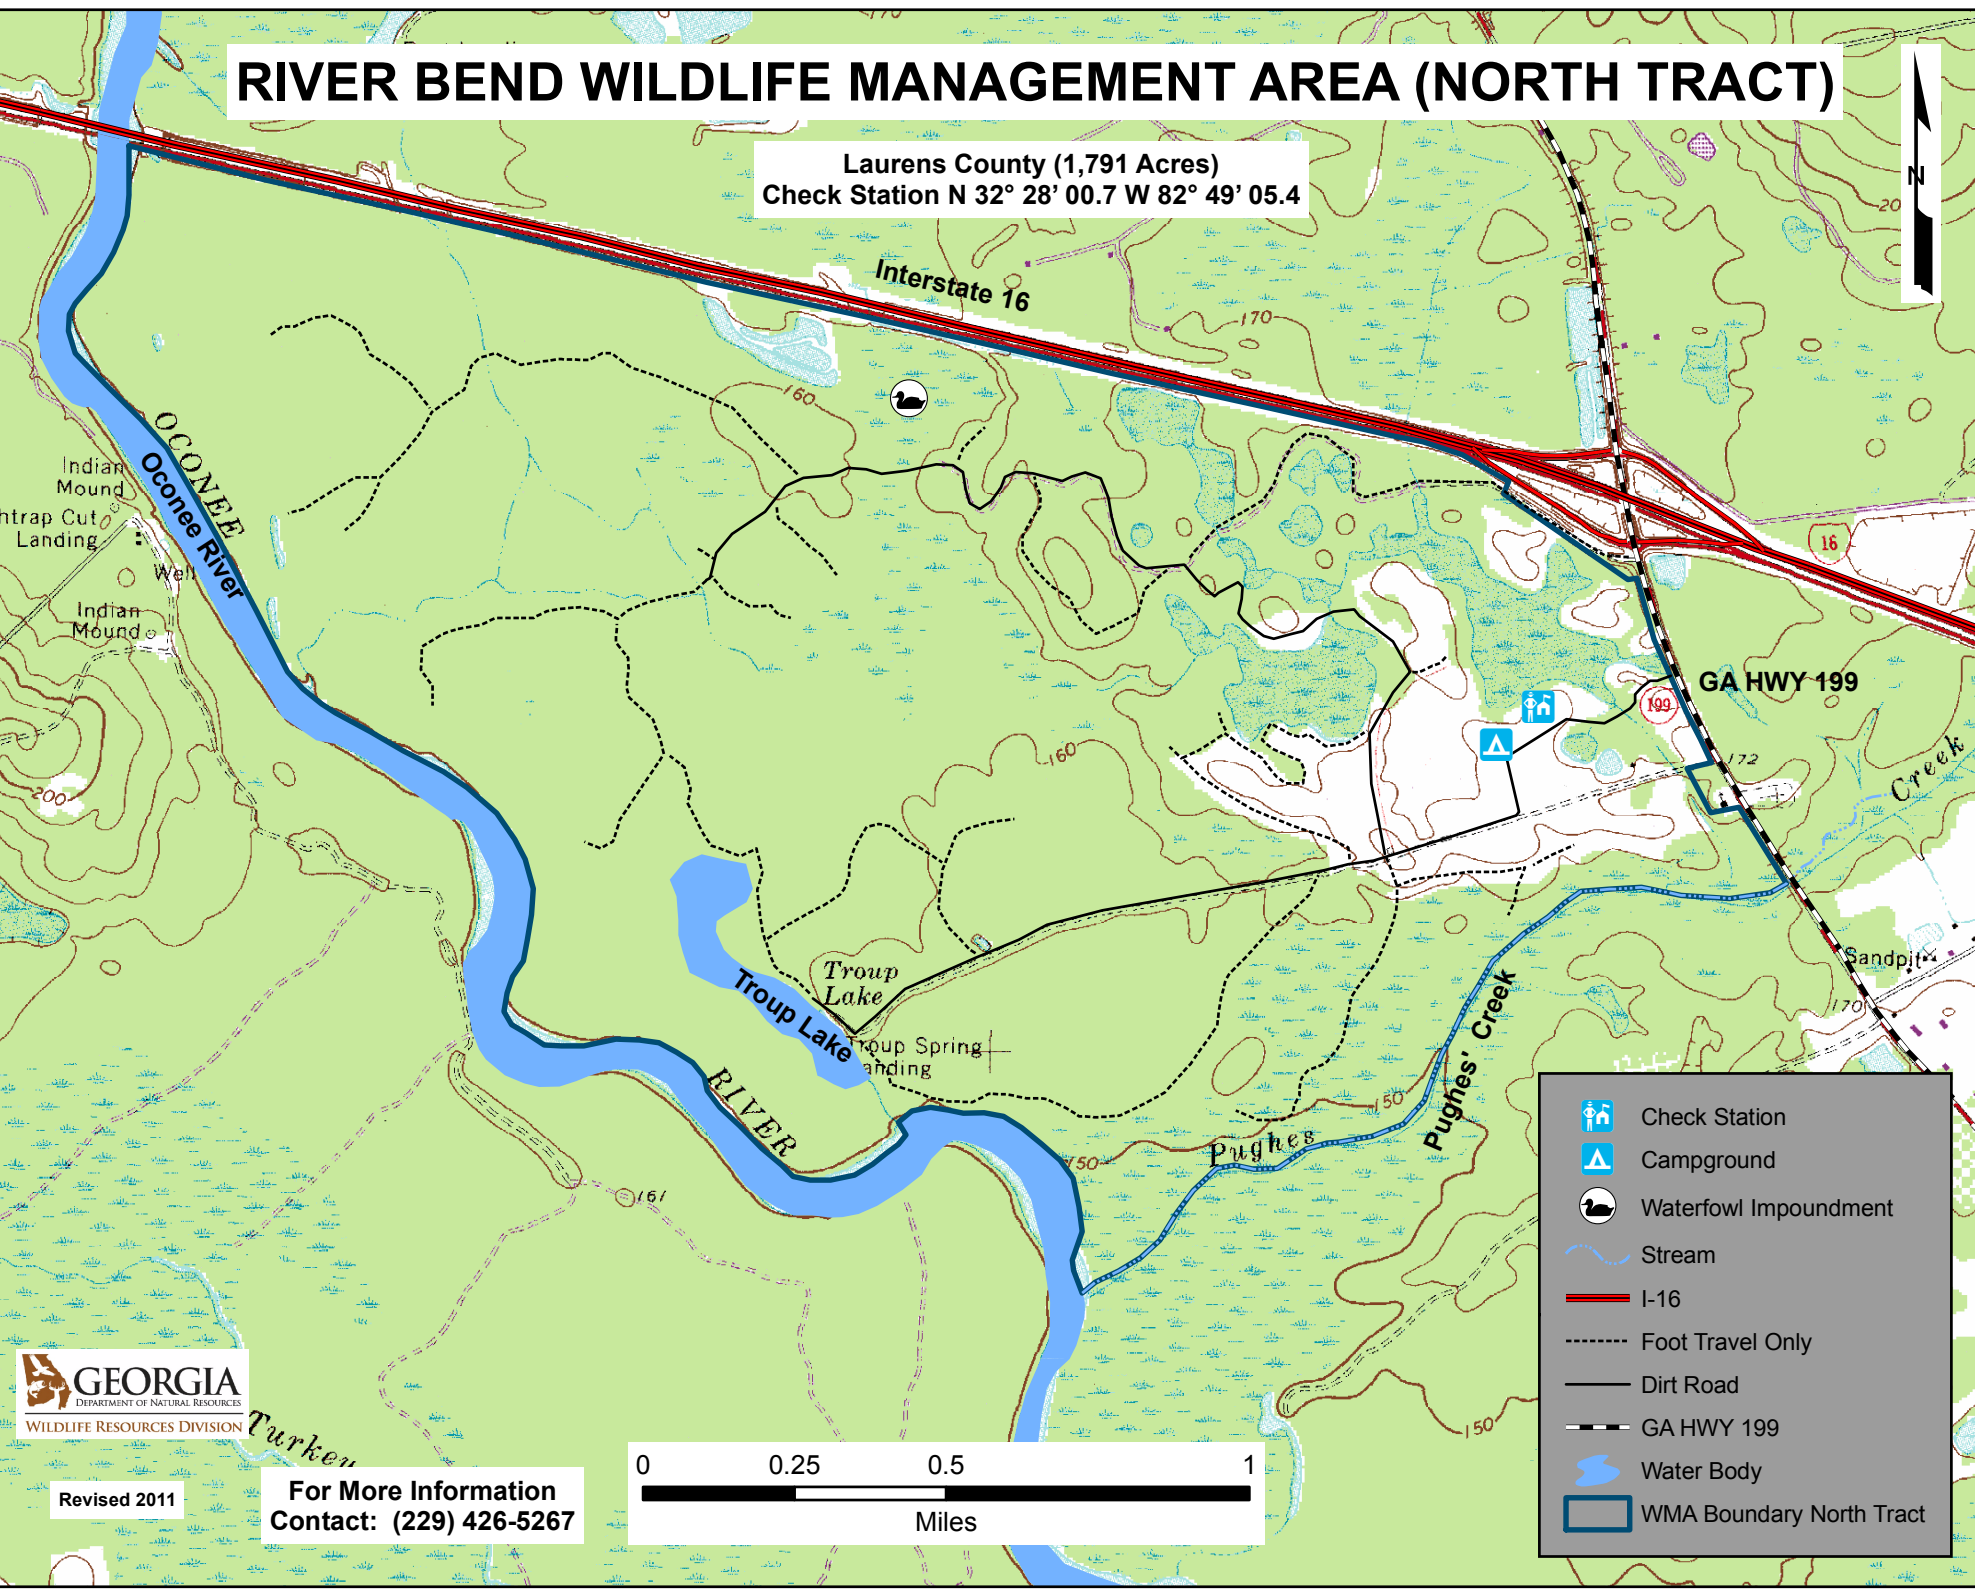 RIVER BEND WILDLIFE MANAGEMENT AREA (NORTH TRACT)
Laurens County (1,791 Acres)
Check Station N 32° 28’ 00.7 W 82° 49’ 05.4
N
20
Interstate 16
170
160
OCONEE
Oconee River
Indian
Mound
htrap Cut
Landing
Well
Indian
Mound
16
GA HWY 199
199
172
Creek
160
200
Troup
Lake
Troup Lake
Troup Spring
Landing
Sandpit
170
Pughes' Creek
RIVER
150
Pughes
150
161
150
Turkey
GEORGIA
DEPARTMENT OF NATURAL RESOURCES
WILDLIFE RESOURCES DIVISION
Revised 2011
For More Information
Contact: (229) 426-5267
0 0.25 0.5 1
Miles
Check Station
Campground
Waterfowl Impoundment
Stream
I-16
Foot Travel Only
Dirt Road
GA HWY 199
Water Body
WMA Boundary North Tract